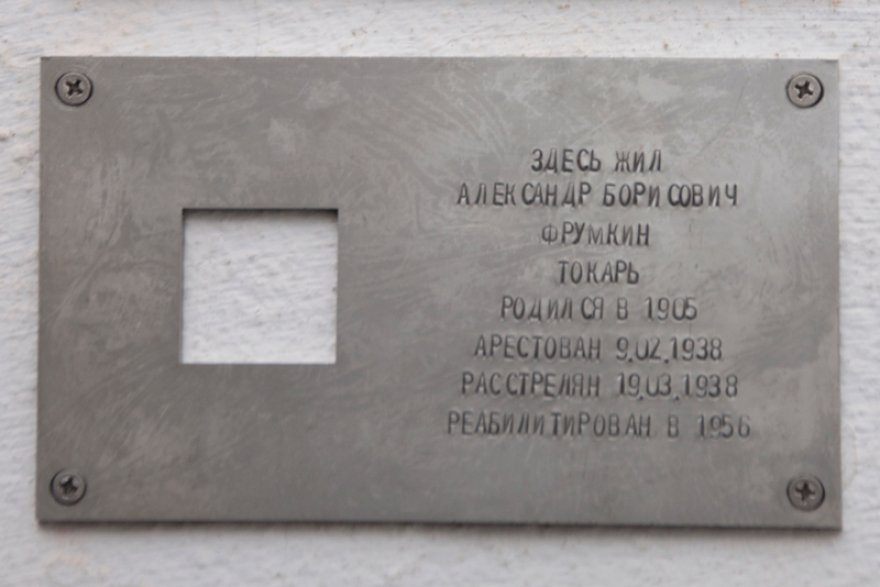 ЗДЕСЬ ЖИЛ
АЛЕКСАНДР БОРИСОВИЧ
ФРУМКИН
ТОКАРЬ
РОДИЛСЯ В 1905
АРЕСТОВАН 9.02.1938
РАССТРЕЛЯН 19.03.1938
РЕАБИЛИТИРОВАН В 1956